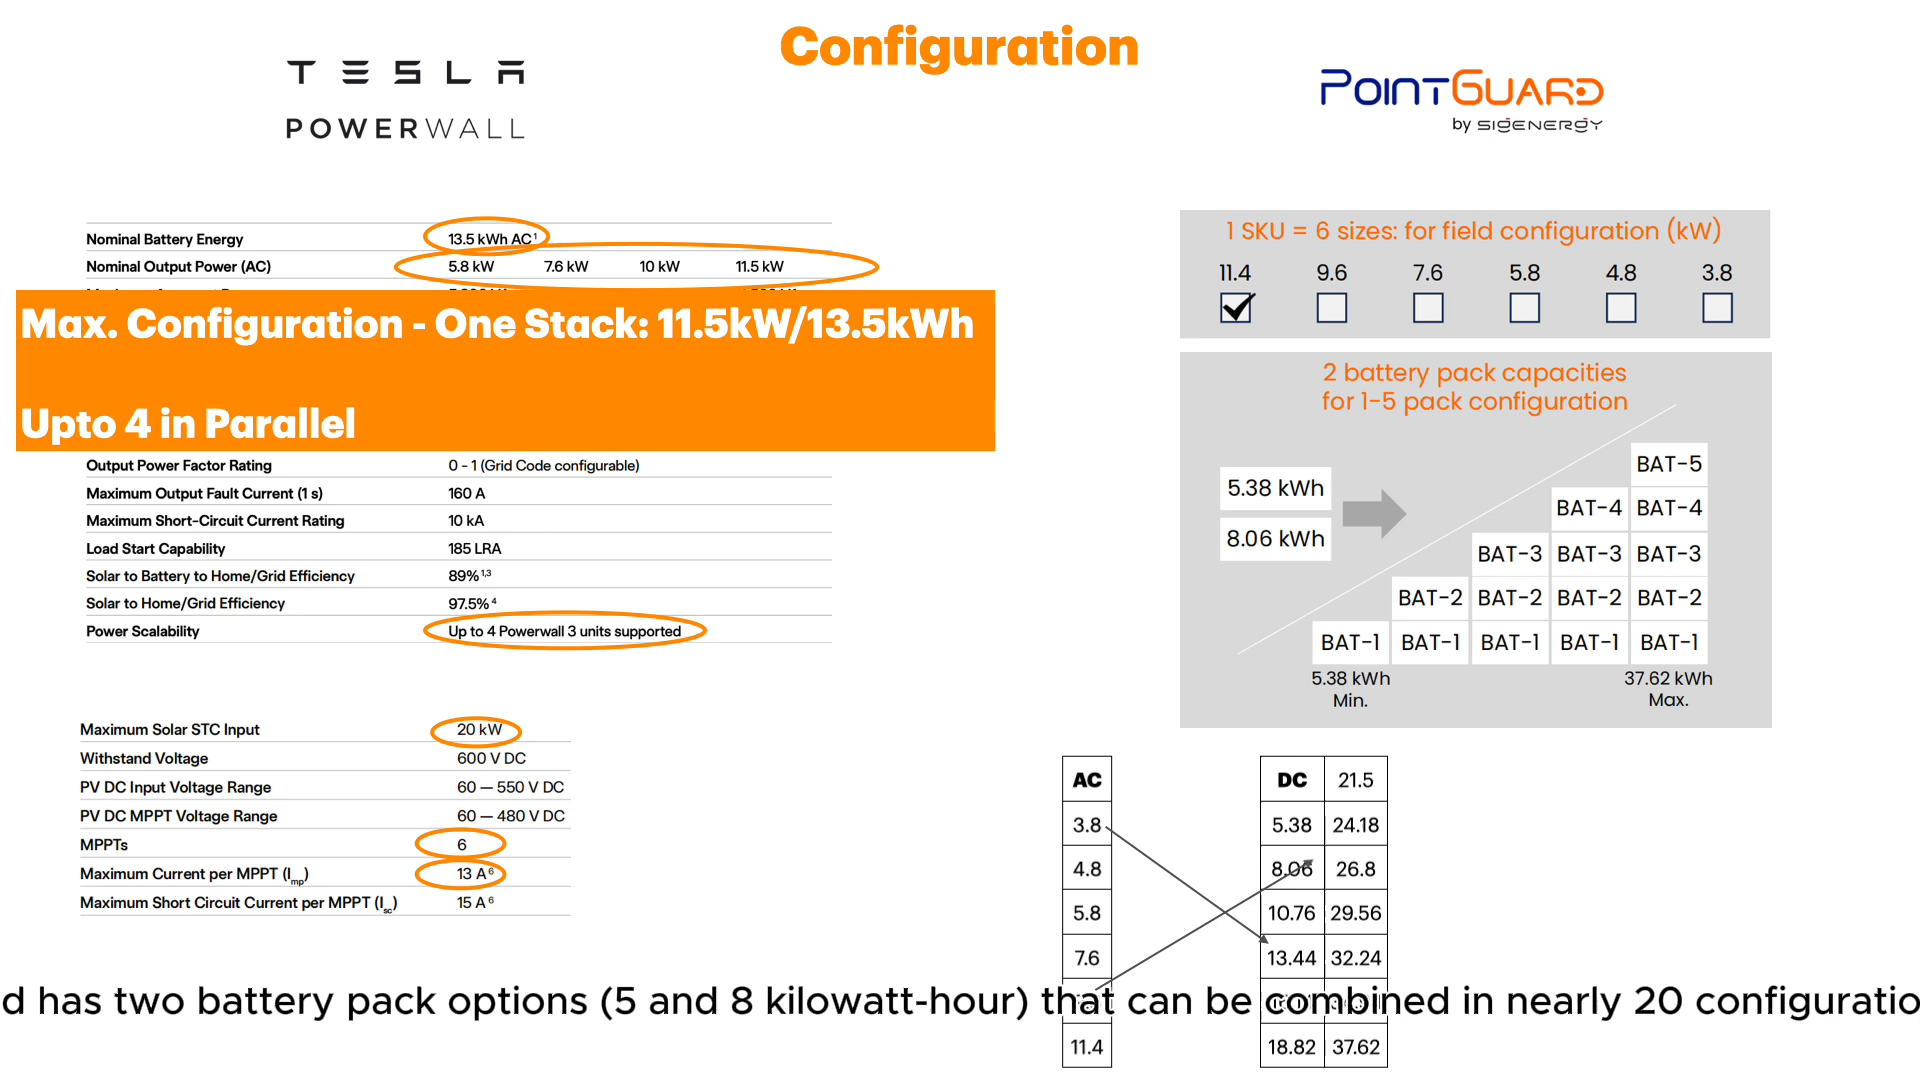 Configuration
TESLA
POWERWALL
POINTGUARD
by SIGENERGY
Nominal Battery Energy 13.5 kWh AC¹
Nominal Output Power (AC) 5.8 kW 7.6 kW 10 kW 11.5 kW
Max. Configuration - One Stack: 11.5kW/13.5kWh
Upto 4 in Parallel
Output Power Factor Rating 0 - 1 (Grid Code configurable)
Maximum Output Fault Current (1 s) 160 A
Maximum Short-Circuit Current Rating 10 kA
Load Start Capability 185 LRA
Solar to Battery to Home/Grid Efficiency 89% ¹,³
Solar to Home/Grid Efficiency 97.5% ⁴
Power Scalability Up to 4 Powerwall 3 units supported
Maximum Solar STC Input 20 kW
Withstand Voltage 600 V DC
PV DC Input Voltage Range 60 — 550 V DC
PV DC MPPT Voltage Range 60 — 480 V DC
MPPTs 6
Maximum Current per MPPT (Imp) 13 A ⁶
Maximum Short Circuit Current per MPPT (Isc) 15 A ⁶
1 SKU = 6 sizes: for field configuration (kW)
11.4 9.6 7.6 5.8 4.8 3.8
2 battery pack capacities
for 1-5 pack configuration
5.38 kWh
8.06 kWh
BAT-5
BAT-4 BAT-4
BAT-3 BAT-3 BAT-3
BAT-2 BAT-2 BAT-2 BAT-2
BAT-1 BAT-1 BAT-1 BAT-1 BAT-1
5.38 kWh 37.62 kWh
Min. Max.
AC DC 21.5
3.8 5.38 24.18
4.8 8.06 26.8
5.8 10.76 29.56
7.6 13.44 32.24
d has two battery pack options (5 and 8 kilowatt-hour) that can be combined in nearly 20 configuratio
11.4 18.82 37.62